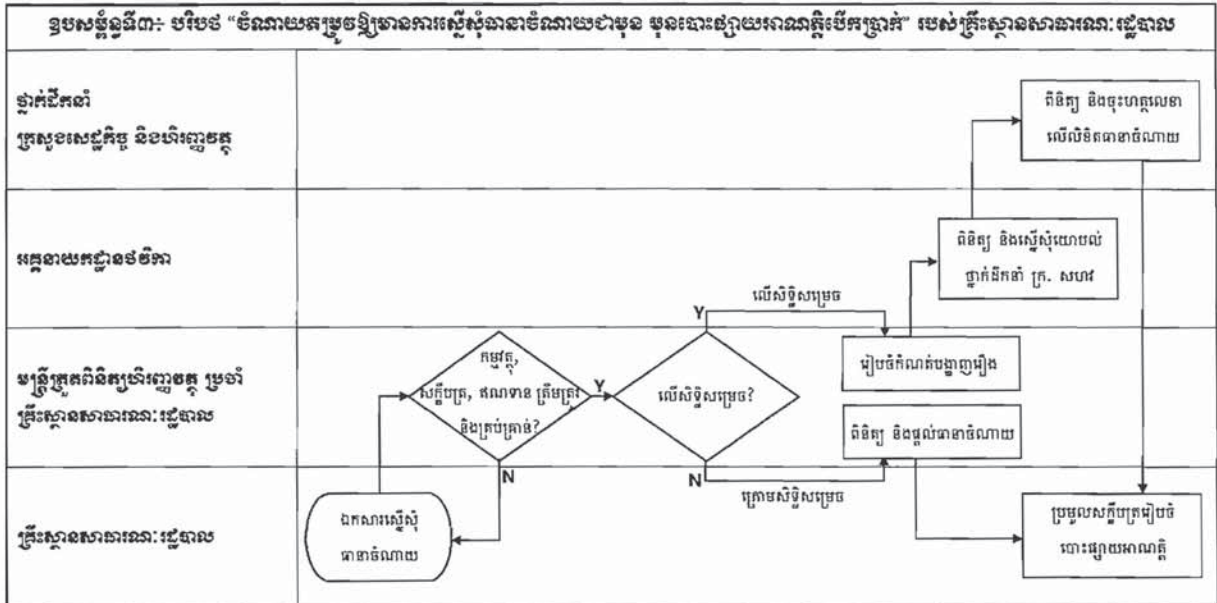 ឧបសម្ព័ន្ធទី៣៖ បរិបថ “ចំណាយតម្រូវឱ្យមានការស្នើសុំធានាចំណាយជាមុន មុនបោះផ្សាយអាណត្តិបើកប្រាក់” របស់គ្រឹះស្ថានសាធារណៈរដ្ឋបាល
ថ្នាក់ដឹកនាំ
ក្រសួងសេដ្ឋកិច្ច និងហិរញ្ញវត្ថុ
ពិនិត្យ និងចុះហត្ថលេខា
លើលិខិតធានាចំណាយ
អគ្គនាយកដ្ឋានថវិកា
ពិនិត្យ និងស្នើសុំយោបល់
ថ្នាក់ដឹកនាំ ក្រ. សហវ
មន្ត្រីត្រួតពិនិត្យហិរញ្ញវត្ថុ ប្រចាំ
គ្រឹះស្ថានសាធារណៈរដ្ឋបាល
កម្មវត្ថុ,
សក្ខីបត្រ, ឥណទាន ត្រឹមត្រូវ
និងគ្រប់គ្រាន់?
Y
លើសិទ្ធិសម្រេច?
Y
លើសិទ្ធិសម្រេច
រៀបចំកំណត់បង្ហាញរឿង
ពិនិត្យ និងផ្តល់ធានាចំណាយ
N
N
ក្រោមសិទ្ធិសម្រេច
គ្រឹះស្ថានសាធារណៈរដ្ឋបាល
ឯកសារស្នើសុំ
ធានាចំណាយ
ប្រមូលសក្ខីបត្ររៀបចំ
បោះផ្សាយអាណត្តិ